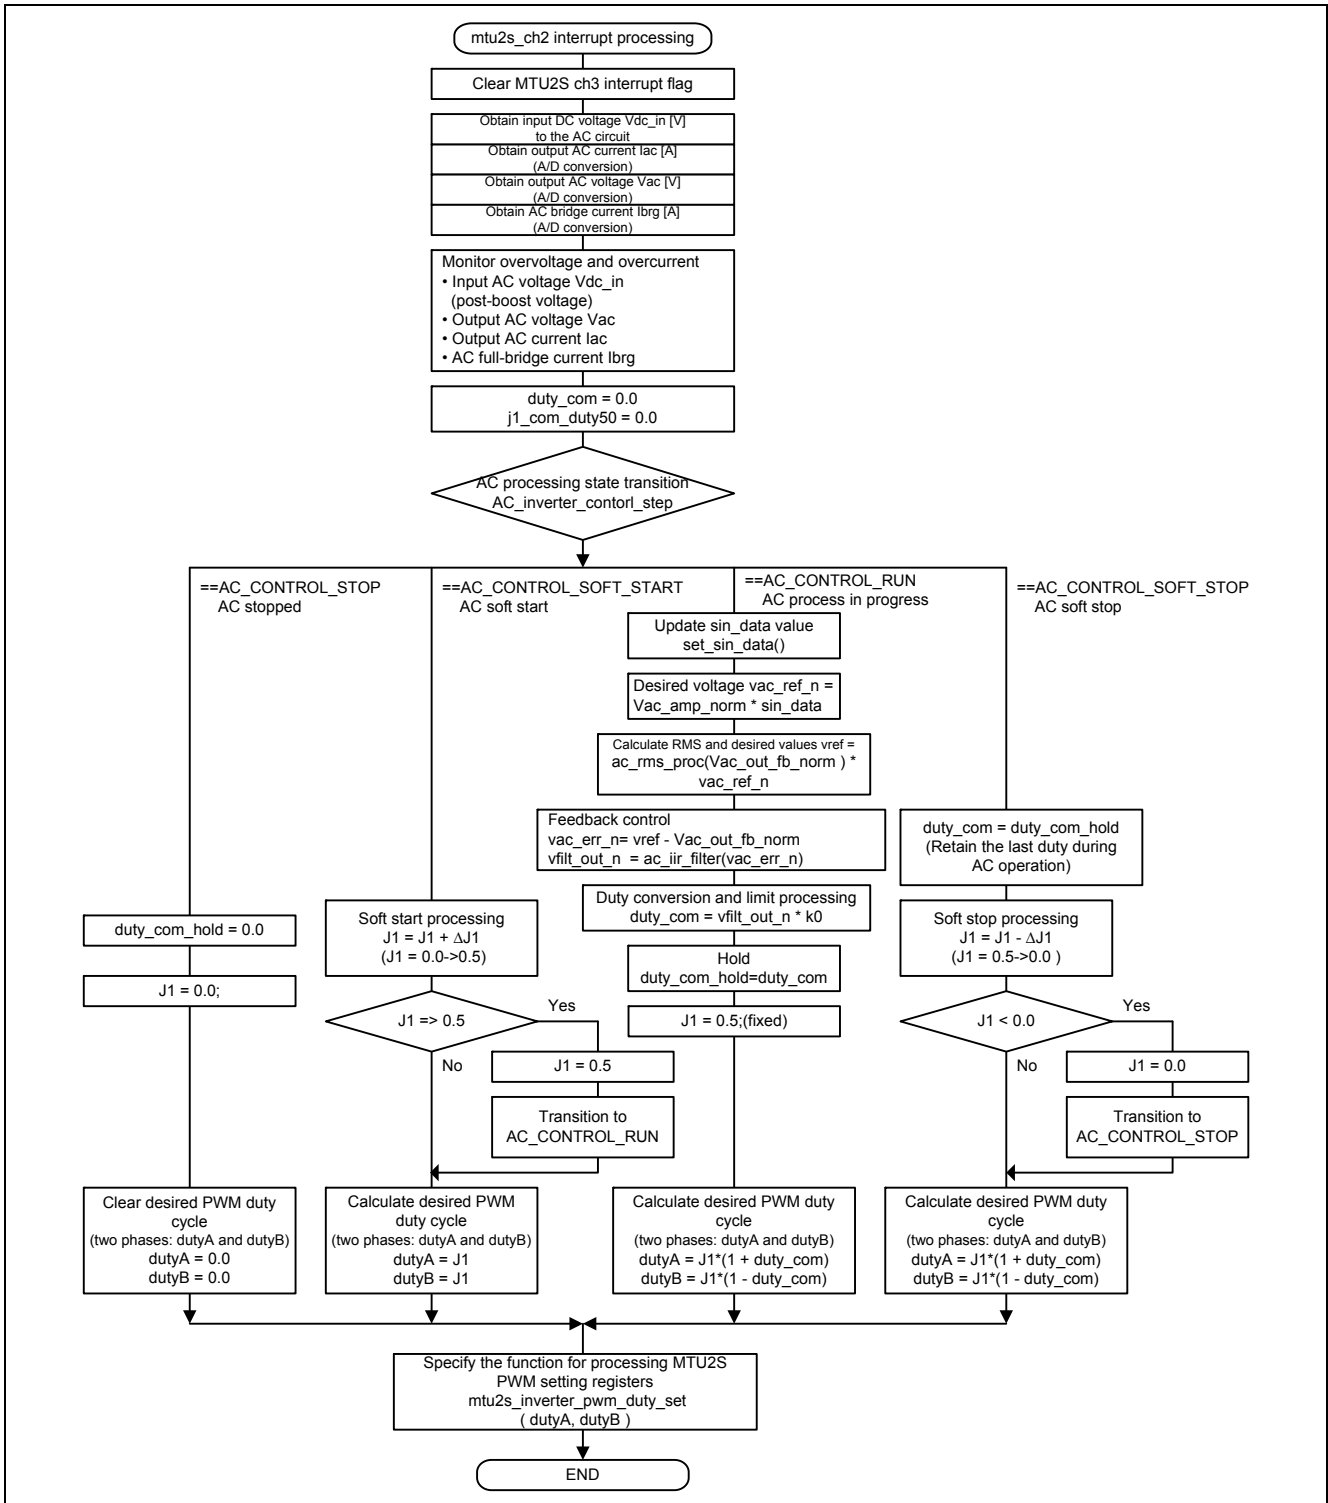 mtu2s_ch2 interrupt processing
Clear MTU2S ch3 interrupt flag
Obtain input DC voltage Vdc_in [V]
to the AC circuit
Obtain output AC current Iac [A]
(A/D conversion)
Obtain output AC voltage Vac [V]
(A/D conversion)
Obtain AC bridge current Ibrg [A]
(A/D conversion)
Monitor overvoltage and overcurrent
• Input AC voltage Vdc_in
(post-boost voltage)
• Output AC voltage Vac
• Output AC current Iac
• AC full-bridge current Ibrg
duty_com = 0.0
j1_com_duty50 = 0.0
AC processing state transition
AC_inverter_contorl_step
==AC_CONTROL_STOP
AC stopped
duty_com_hold = 0.0
J1 = 0.0;
Clear desired PWM duty
cycle
(two phases: dutyA and dutyB)
dutyA = 0.0
dutyB = 0.0
==AC_CONTROL_SOFT_START
AC soft start
Soft start processing
J1 = J1 + ΔJ1
(J1 = 0.0->0.5)
J1 => 0.5
Yes
No
J1 = 0.5
Transition to
AC_CONTROL_RUN
Calculate desired PWM
duty cycle
(two phases: dutyA and dutyB)
dutyA = J1
dutyB = J1
==AC_CONTROL_RUN
AC process in progress
Update sin_data value
set_sin_data()
Desired voltage vac_ref_n =
Vac_amp_norm * sin_data
Calculate RMS and desired values vref =
ac_rms_proc(Vac_out_fb_norm ) *
vac_ref_n
Feedback control
vac_err_n= vref - Vac_out_fb_norm
vfilt_out_n = ac_iir_filter(vac_err_n)
Duty conversion and limit processing
duty_com = vfilt_out_n * k0
Hold
duty_com_hold=duty_com
J1 = 0.5;(fixed)
Calculate desired PWM duty
cycle
(two phases: dutyA and dutyB)
dutyA = J1*(1 + duty_com)
dutyB = J1*(1 - duty_com)
==AC_CONTROL_SOFT_STOP
AC soft stop
duty_com = duty_com_hold
(Retain the last duty during
AC operation)
Soft stop processing
J1 = J1 - ΔJ1
(J1 = 0.5->0.0 )
J1 < 0.0
Yes
No
J1 = 0.0
Transition to
AC_CONTROL_STOP
Calculate desired PWM duty
cycle
(two phases: dutyA and dutyB)
dutyA = J1*(1 + duty_com)
dutyB = J1*(1 - duty_com)
Specify the function for processing MTU2S
PWM setting registers
mtu2s_inverter_pwm_duty_set
( dutyA, dutyB )
END